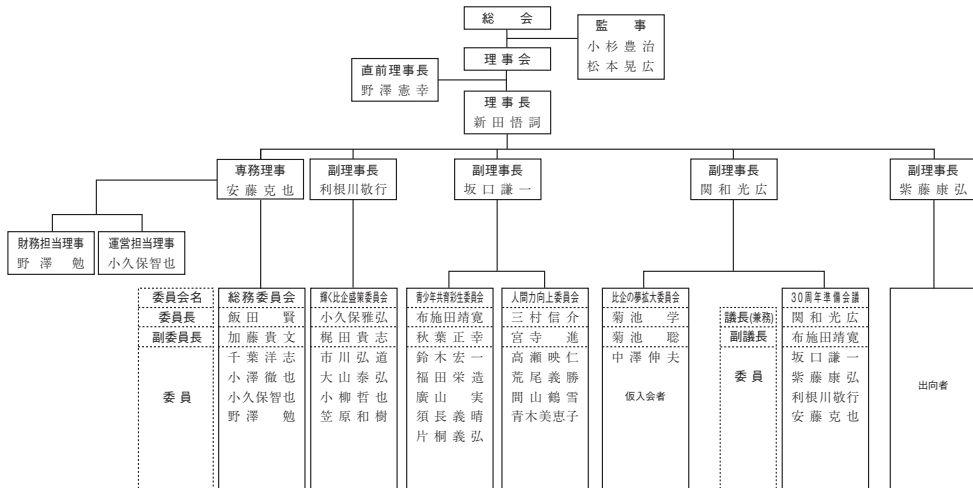 総会
監事
小杉豊治
松本晃広
理事会
直前理事長
野澤憲幸
理事長
新田悟詞
専務理事
安藤克也
副理事長
利根川敬行
副理事長
坂口謙一
副理事長
関和光広
副理事長
紫藤康弘
財務担当理事
野澤 勉
運営担当理事
小久保智也
委員会名
委員長
副委員長
委員
総務委員会
飯田 賢
加藤貴文
千葉洋志
小澤徹也
小久保智也
野澤 勉
輝く比企盛策委員会
小久保雅弘
梶田貴志
市川弘道
大山泰弘
小柳哲也
笠原和樹
青少年共育彩生委員会
布施田靖寛
秋葉正幸
鈴木宏一
福田栄造
廣山 実
須長義晴
片桐義弘
人間力向上委員会
三村信介
宮寺 進
高瀬映仁
荒尾義勝
間山鶴雪
青木美恵子
比企の夢拡大委員会
菊池 学
菊池 聡
中澤伸夫
仮入会者
議長(兼務)
副議長
委員
30周年準備会議
関和光広
布施田靖寛
坂口謙一
紫藤康弘
利根川敬行
安藤克也
出向者